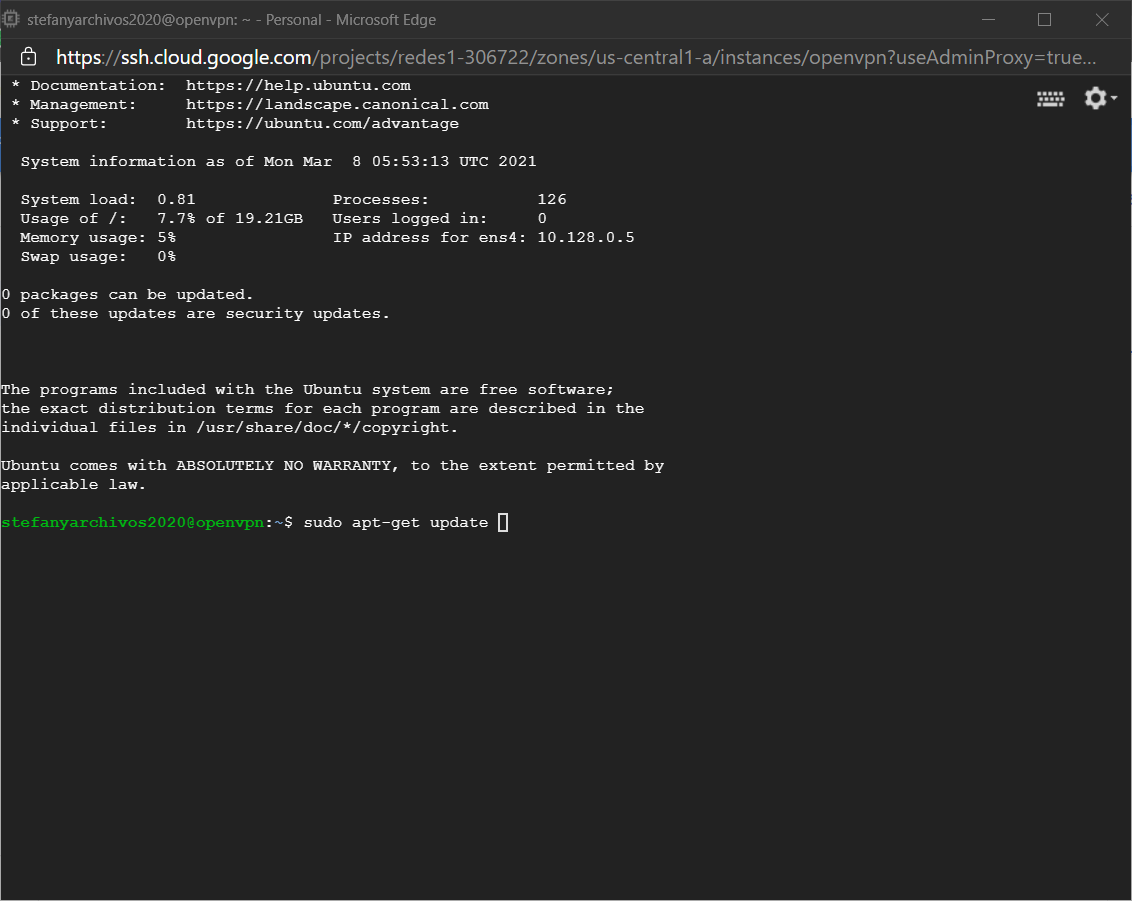 stefanyarchivos2020@openvpn: ~ - Personal - Microsoft Edge
https://ssh.cloud.google.com/projects/redes1-306722/zones/us-central1-a/instances/openvpn?useAdminProxy=true...
* Documentation:  https://help.ubuntu.com
* Management:     https://landscape.canonical.com
* Support:        https://ubuntu.com/advantage
System information as of Mon Mar  8 05:53:13 UTC 2021
System load:  0.81              Processes:           126
Usage of /:   7.7% of 19.21GB   Users logged in:     0
Memory usage: 5%                IP address for ens4: 10.128.0.5
Swap usage:   0%
0 packages can be updated.
0 of these updates are security updates.
The programs included with the Ubuntu system are free software;
the exact distribution terms for each program are described in the
individual files in /usr/share/doc/*/copyright.
Ubuntu comes with ABSOLUTELY NO WARRANTY, to the extent permitted by
applicable law.
stefanyarchivos2020@openvpn:~$ sudo apt-get update